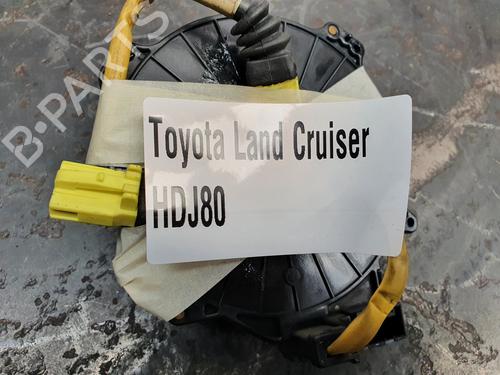 B-PARTS
Toyota Land Cruiser
HDJ80